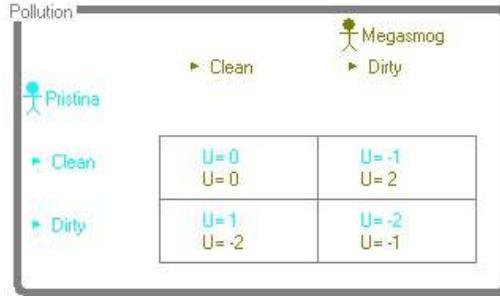 Pollution
Megasmog
Clean Dirty
Pristina
Clean U= 0 U= -1
U= 0 U= 2
Dirty U= 1 U= -2
U= -2 U= -1